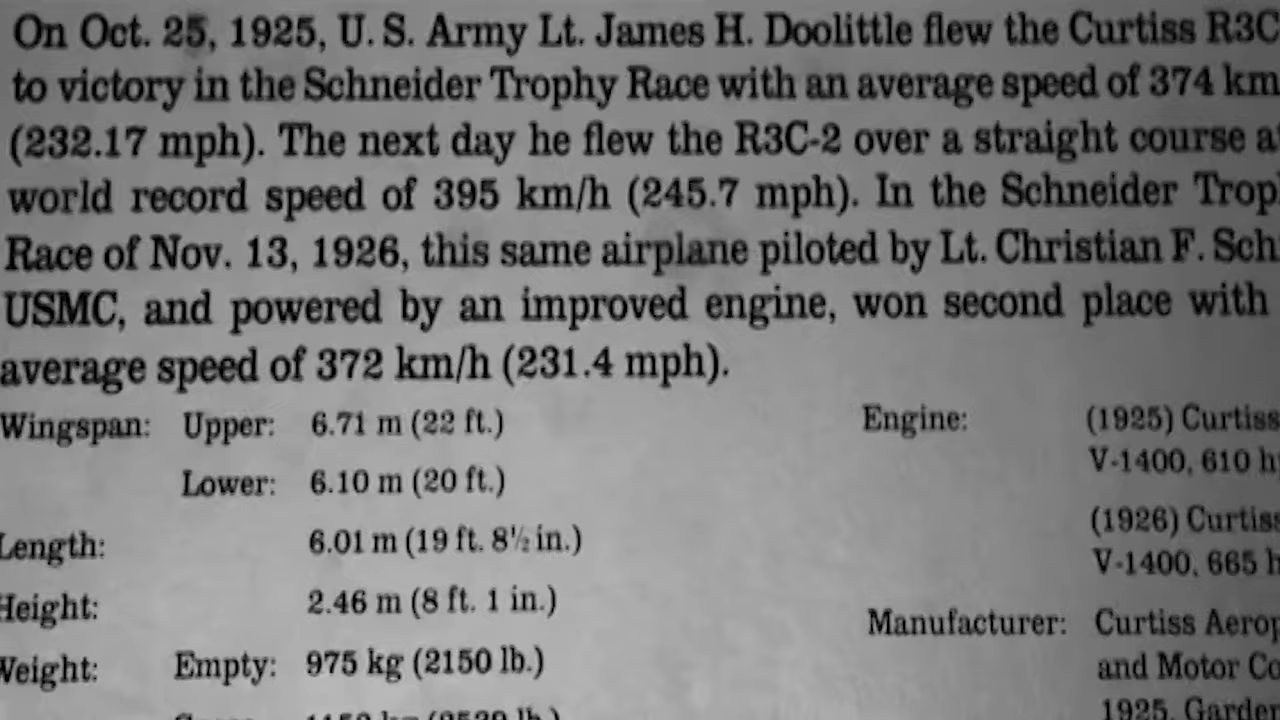 On Oct. 25, 1925, U. S. Army Lt. James H. Doolittle flew the Curtiss R3C
to victory in the Schneider Trophy Race with an average speed of 374 km
(232.17 mph). The next day he flew the R3C-2 over a straight course a
world record speed of 395 km/h (245.7 mph). In the Schneider Trop
Race of Nov. 13, 1926, this same airplane piloted by Lt. Christian F. Sch
USMC, and powered by an improved engine, won second place with
average speed of 372 km/h (231.4 mph).
Wingspan: Upper: 6.71 m (22 ft.)
Lower: 6.10 m (20 ft.)
Length: 6.01 m (19 ft. 8½ in.)
Height: 2.46 m (8 ft. 1 in.)
Weight: Empty: 975 kg (2150 lb.)
Engine: (1925) Curtiss
V-1400, 610 h
(1926) Curtiss
V-1400, 665 h
Manufacturer: Curtiss Aerop
and Motor Co
1925, Garden